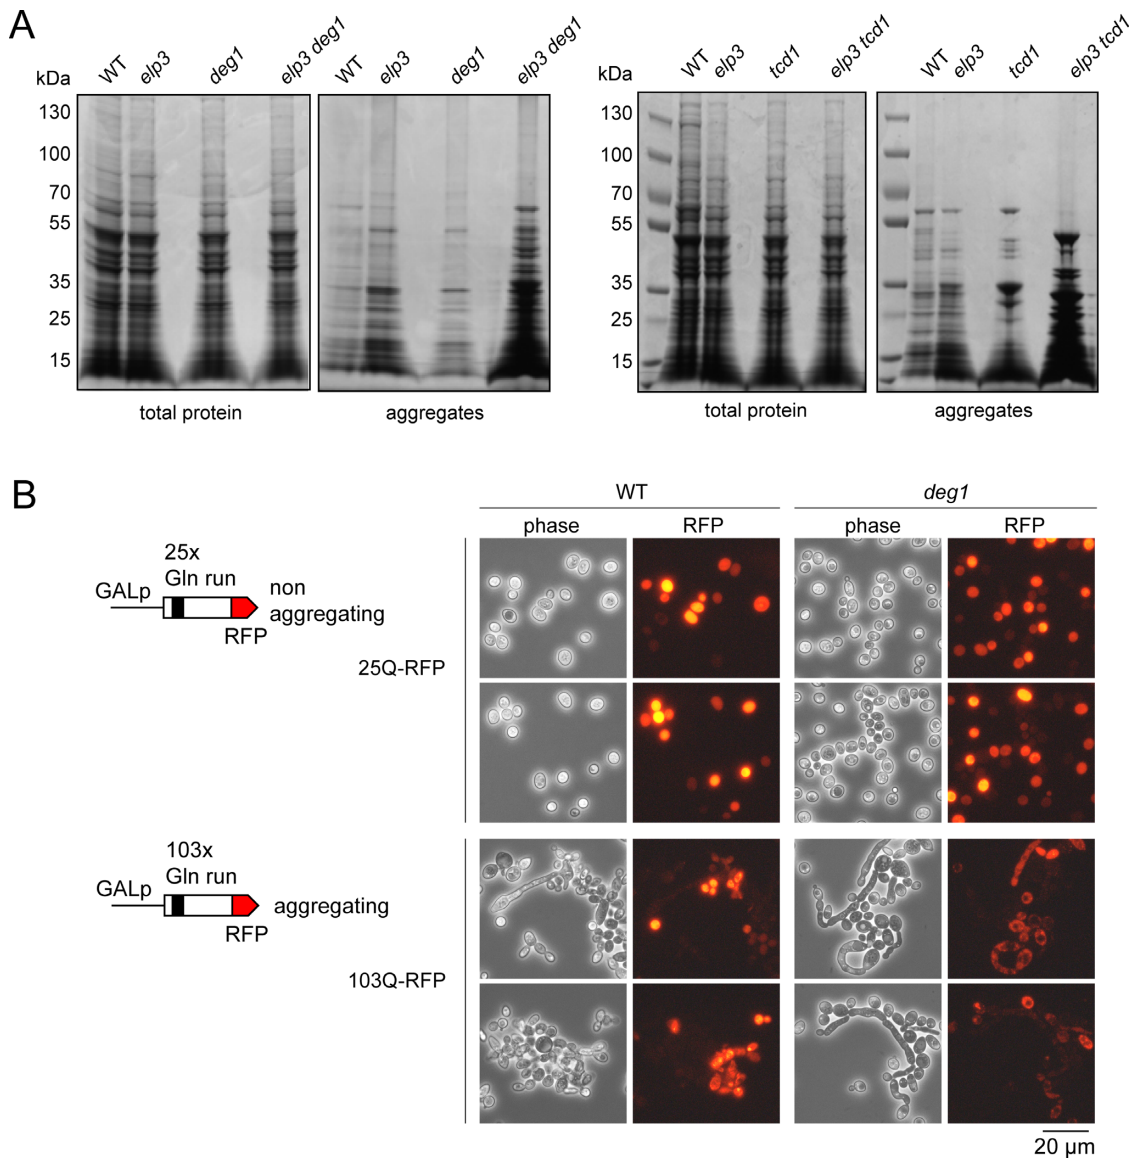 A
kDa
WT elp3 deg1 elp3 deg1
WT elp3 deg1 elp3 deg1
130
100
70
55
35
25
15
total protein
aggregates
kDa
WT elp3 tcd1 elp3 tcd1
WT elp3 tcd1 elp3 tcd1
130
100
70
55
35
25
15
total protein
aggregates
B
WT
deg1
phase
RFP
phase
RFP
25x
Gln run
GALp
non
aggregating
RFP
25Q-RFP
103x
Gln run
GALp
aggregating
RFP
103Q-RFP
20 µm